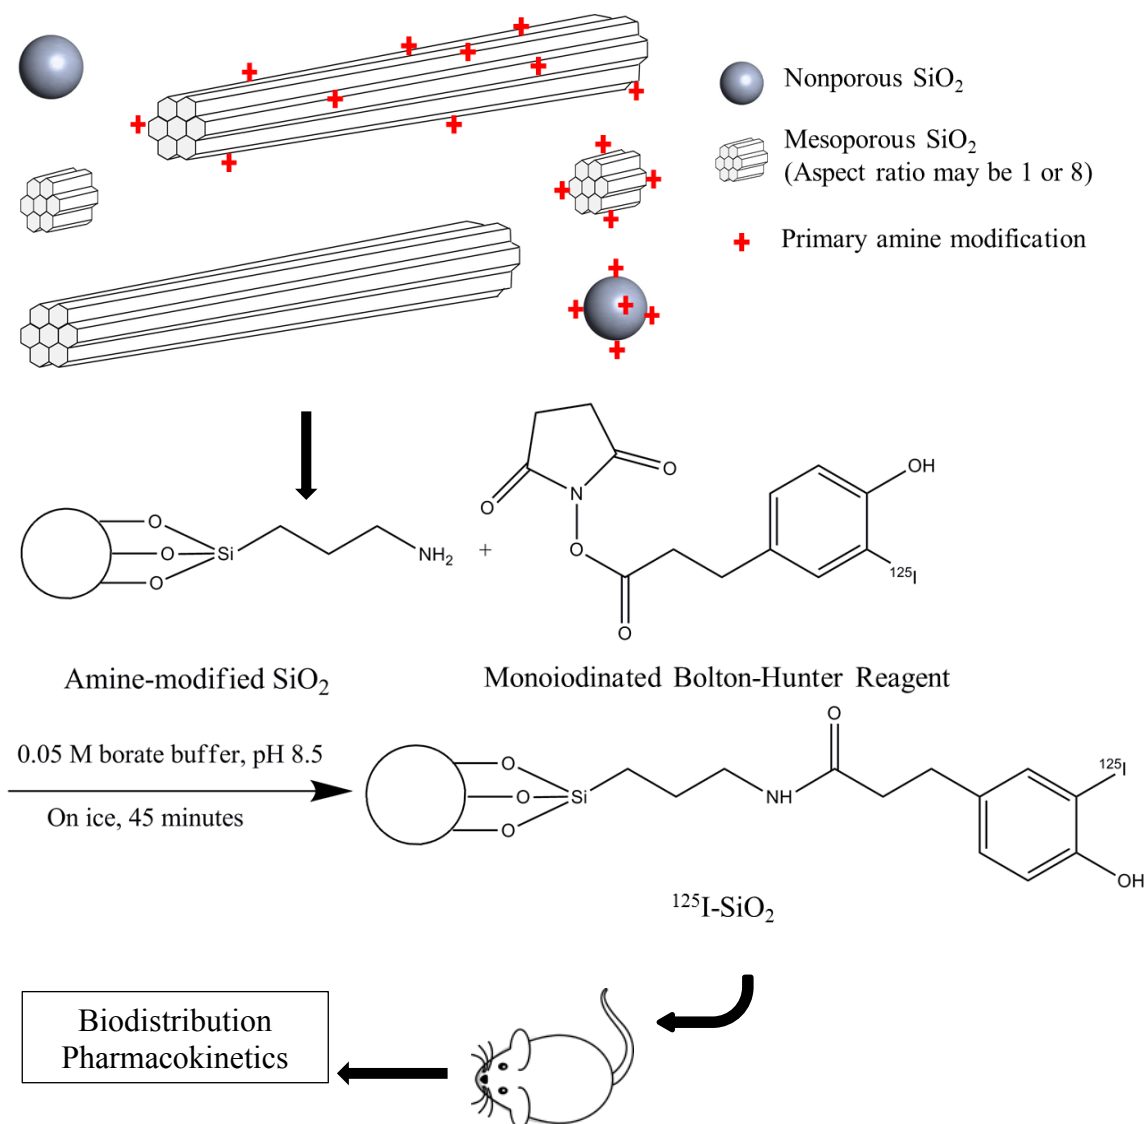 Nonporous SiO₂
Mesoporous SiO₂
(Aspect ratio may be 1 or 8)
Primary amine modification
O
O
O
Si
NH₂
+
O
N
O
O
O
OH
¹²⁵I
Amine-modified SiO₂
Monoiodinated Bolton-Hunter Reagent
0.05 M borate buffer, pH 8.5
On ice, 45 minutes
O
O
O
Si
NH
O
¹²⁵I
OH
¹²⁵I-SiO₂
Biodistribution
Pharmacokinetics